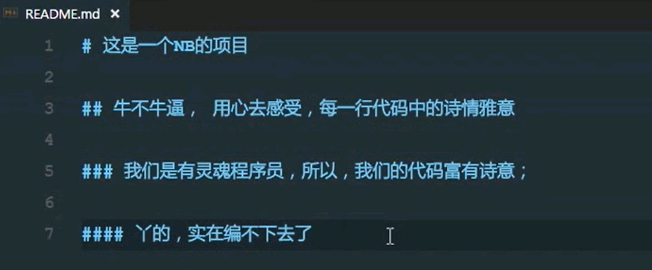 README.md
1 # 这是一个NB的项目
2
3 ## 牛不牛逼， 用心去感受，每一行代码中的诗情雅意
4
5 ### 我们是有灵魂程序员，所以，我们的代码富有诗意；
6
7 #### 丫的，实在编不下去了